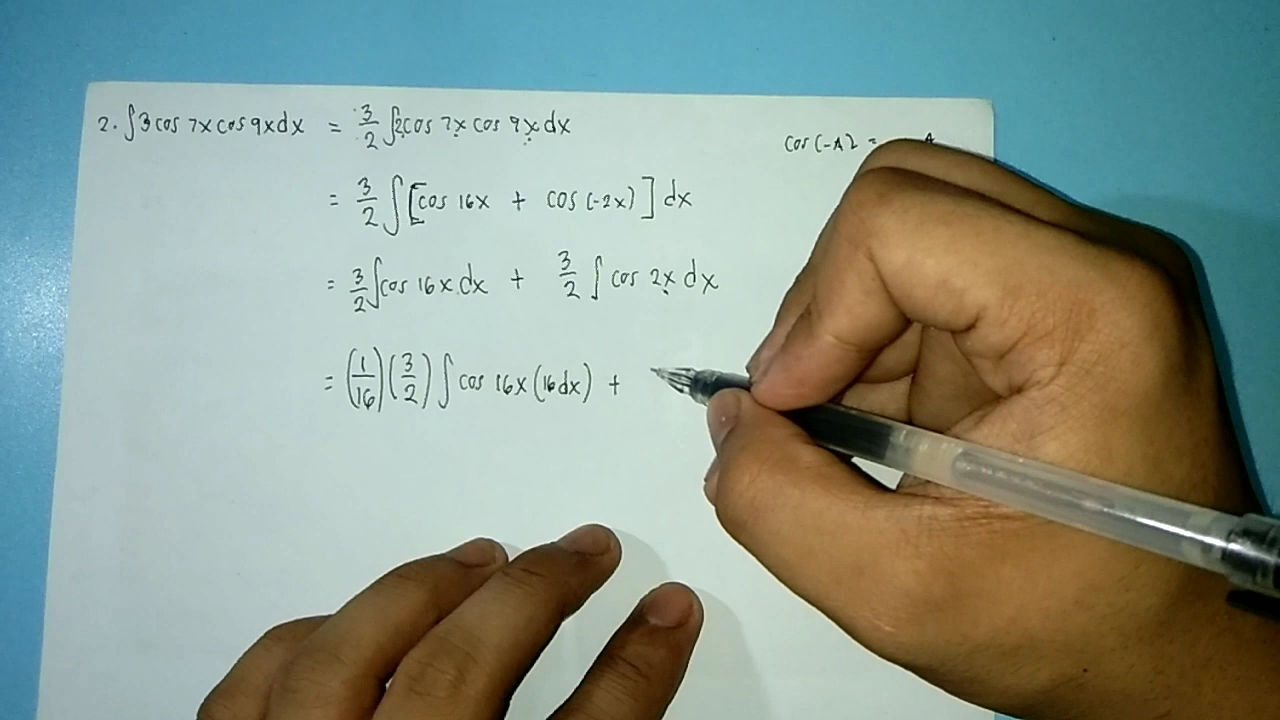 2. ∫3 cos 7x cos 9x dx = 3/2 ∫2cos 7x cos 9x dx
cos(-A) = A
= 3/2 ∫[cos 16x + cos (-2x)] dx
= 3/2 ∫cos 16x dx + 3/2 ∫ cos 2x dx
= (1/16)(3/2) ∫ cos 16x (16dx) +